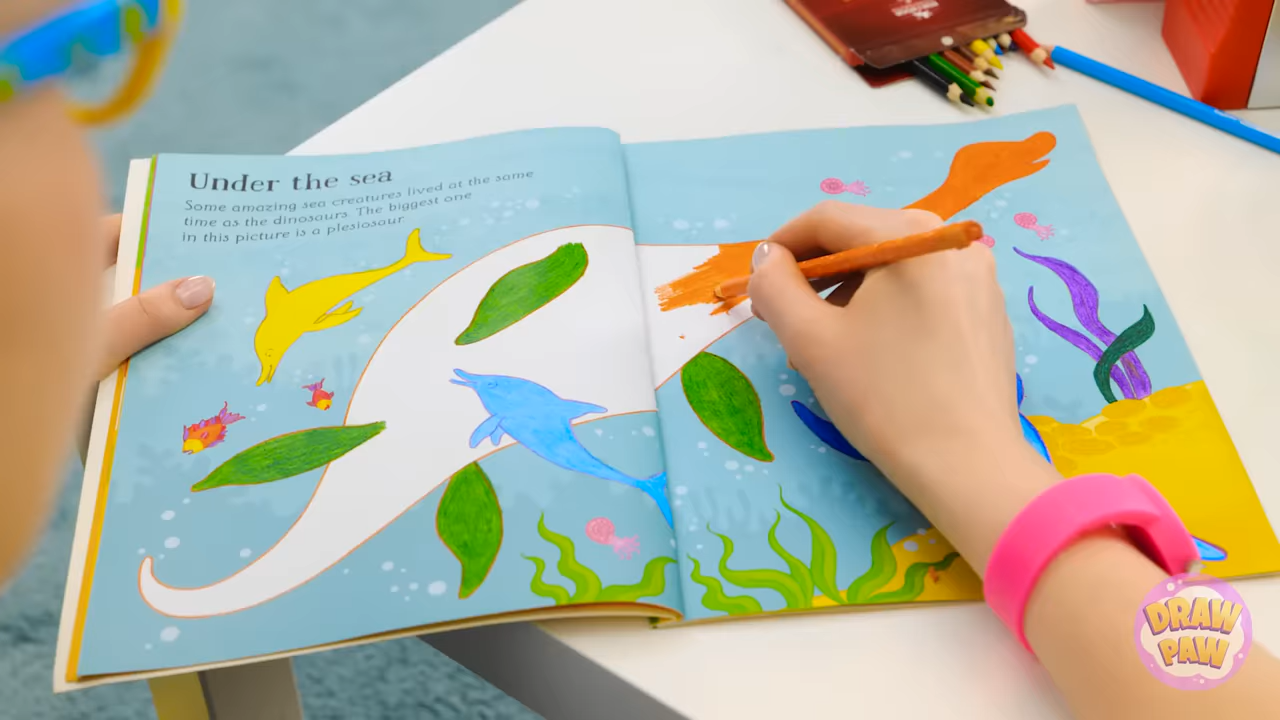 Under the sea
Some amazing sea creatures lived at the same
time as the dinosaurs. The biggest one
in this picture is a plesiosaur.
DRAW
PAW